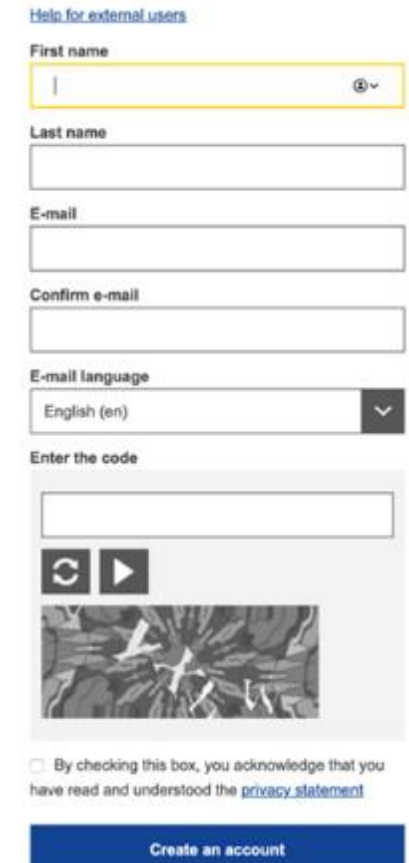 Help for external users
First name
Last name
E-mail
Confirm e-mail
E-mail language
English (en)
Enter the code
By checking this box, you acknowledge that you
have read and understood the privacy statement
Create an account